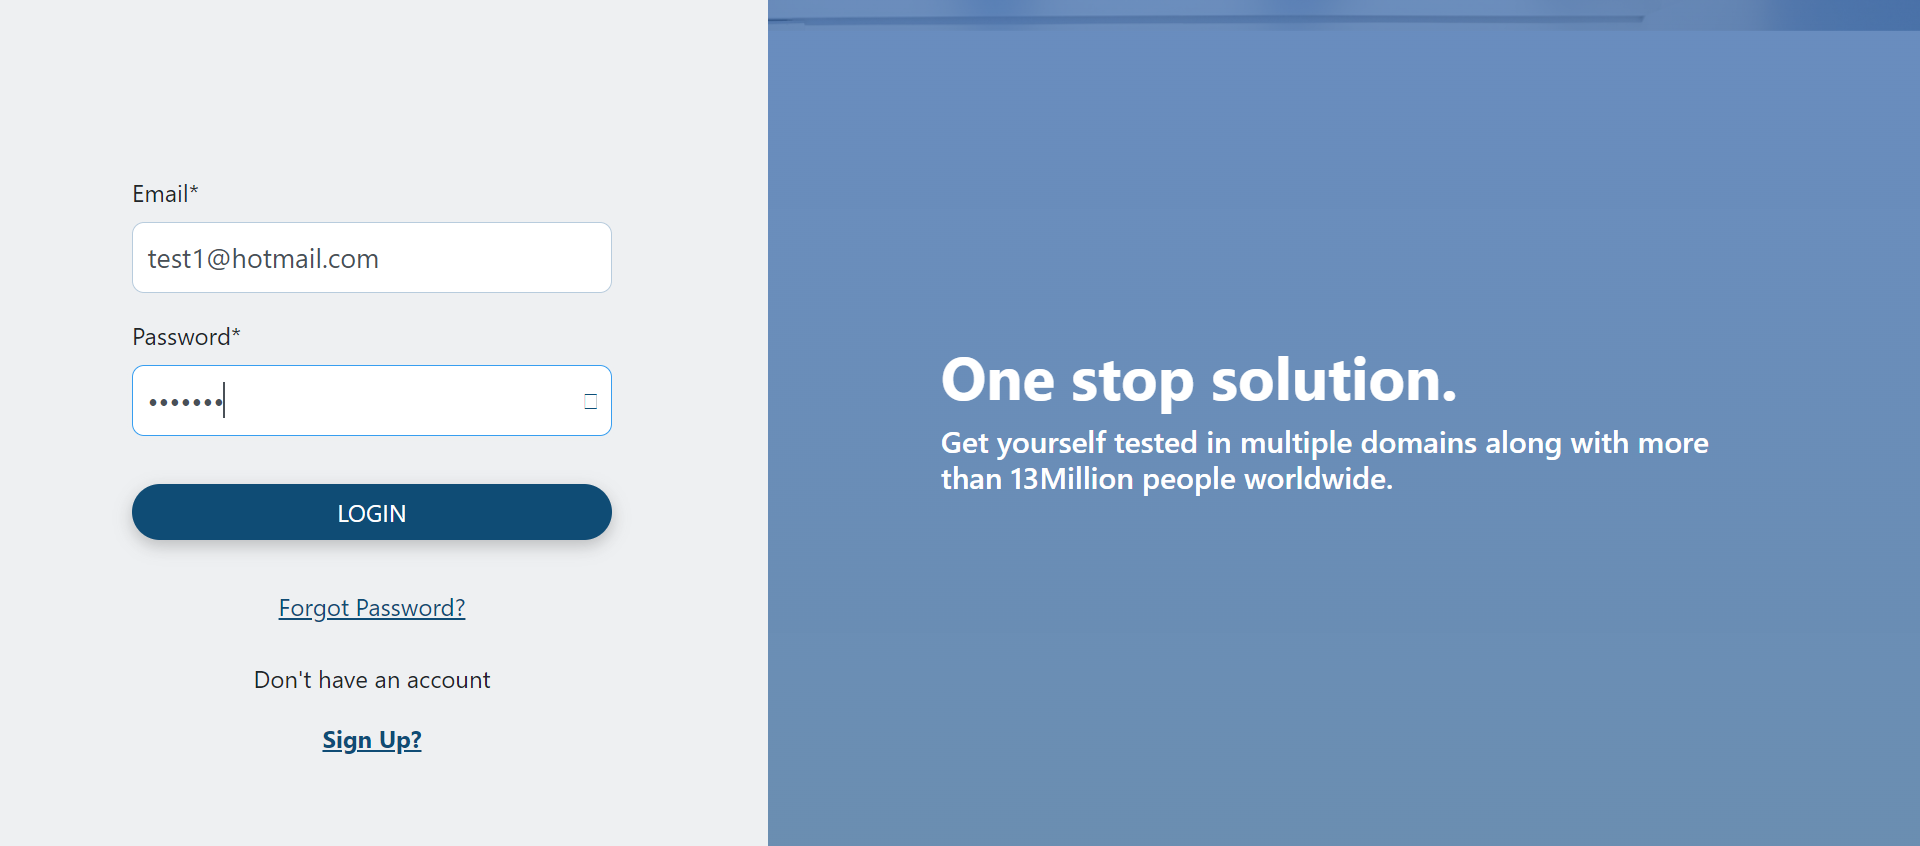 Email*
test1@hotmail.com
Password*
•••••••
LOGIN
Forgot Password?
Don't have an account
Sign Up?
One stop solution.
Get yourself tested in multiple domains along with more
than 13Million people worldwide.